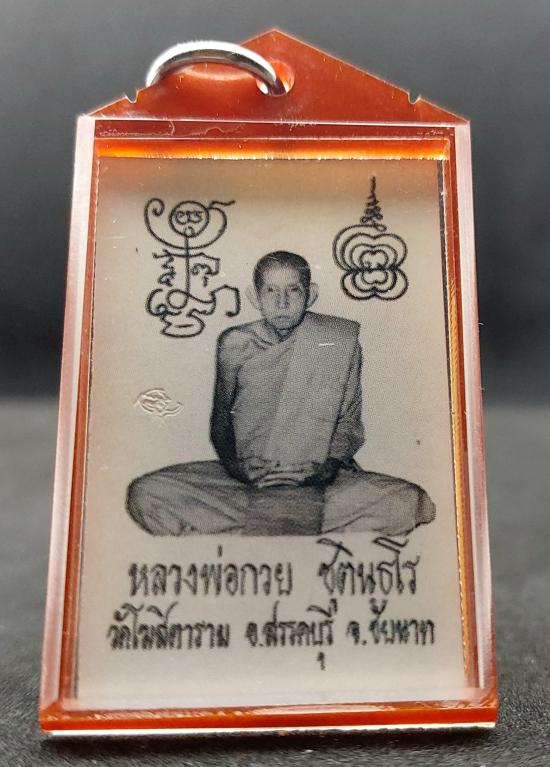 หลวงพ่อกวย ชุตินฺธโร
วัดโฆสิตาราม อ.สรรคบุรี จ.ชัยนาท